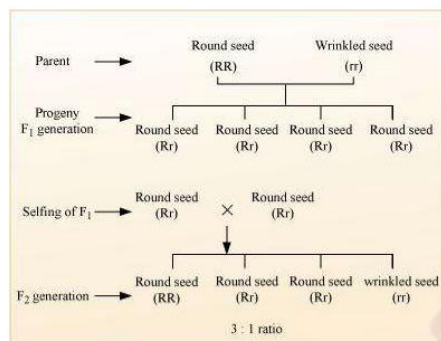 Round seed Wrinkled seed
Parent (RR) (rr)
Progeny
F₁ generation Round seed Round seed Round seed Round seed
(Rr) (Rr) (Rr) (Rr)
Round seed Round seed
Selfing of F₁ (Rr) × (Rr)
Round seed Round seed Round seed wrinkled seed
F₂ generation (RR) (Rr) (Rr) (rr)
3 : 1 ratio